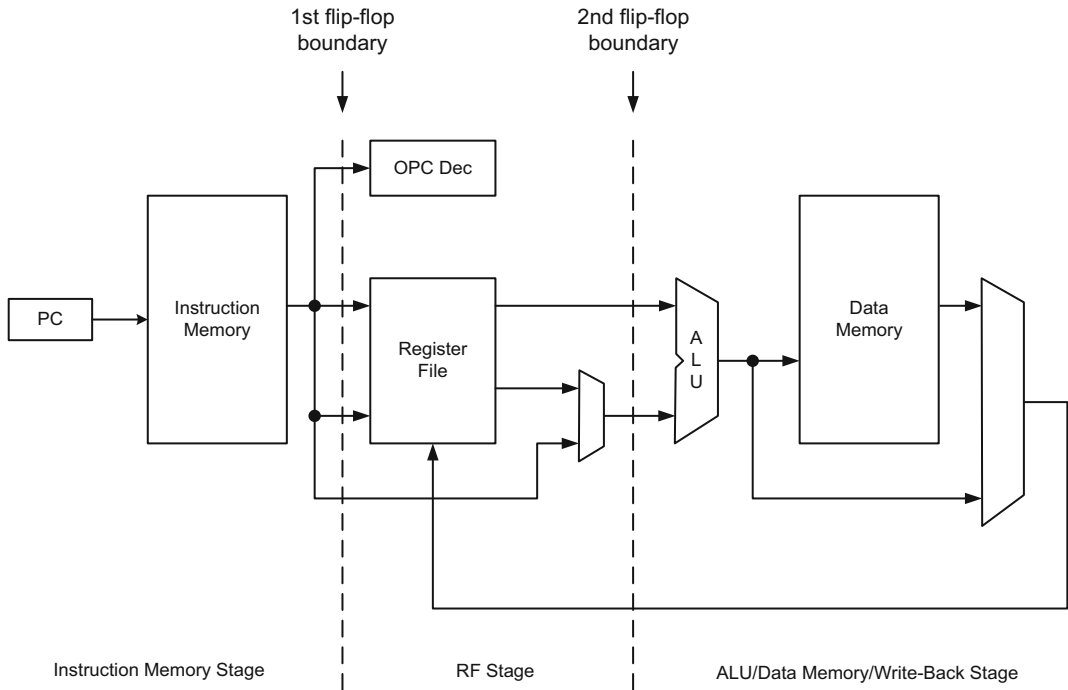 1st flip-flop
boundary
2nd flip-flop
boundary
OPC Dec
PC
Instruction
Memory
Register
File
A
L
U
Data
Memory
Instruction Memory Stage
RF Stage
ALU/Data Memory/Write-Back Stage